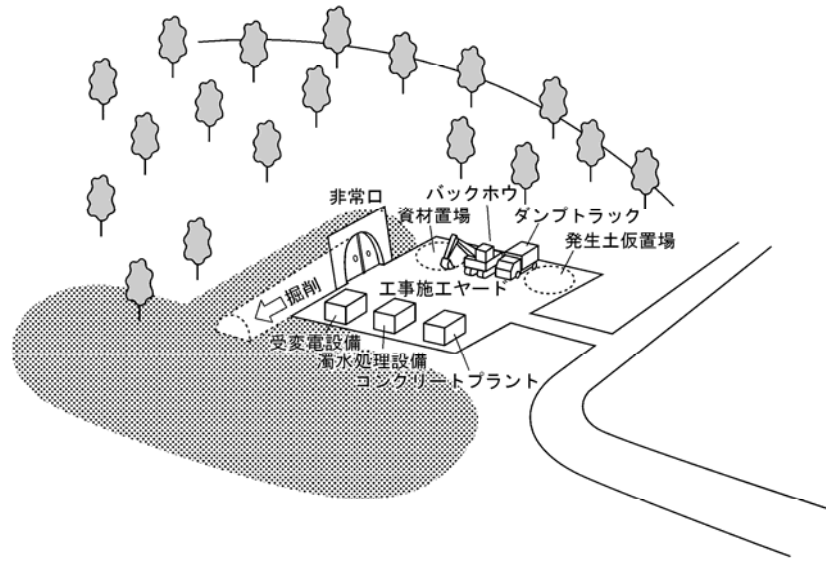 非常口
バックホウ
資材置場
ダンプトラック
発生土仮置場
工事施工ヤード
掘削
受変電設備
濁水処理設備
コンクリートプラント